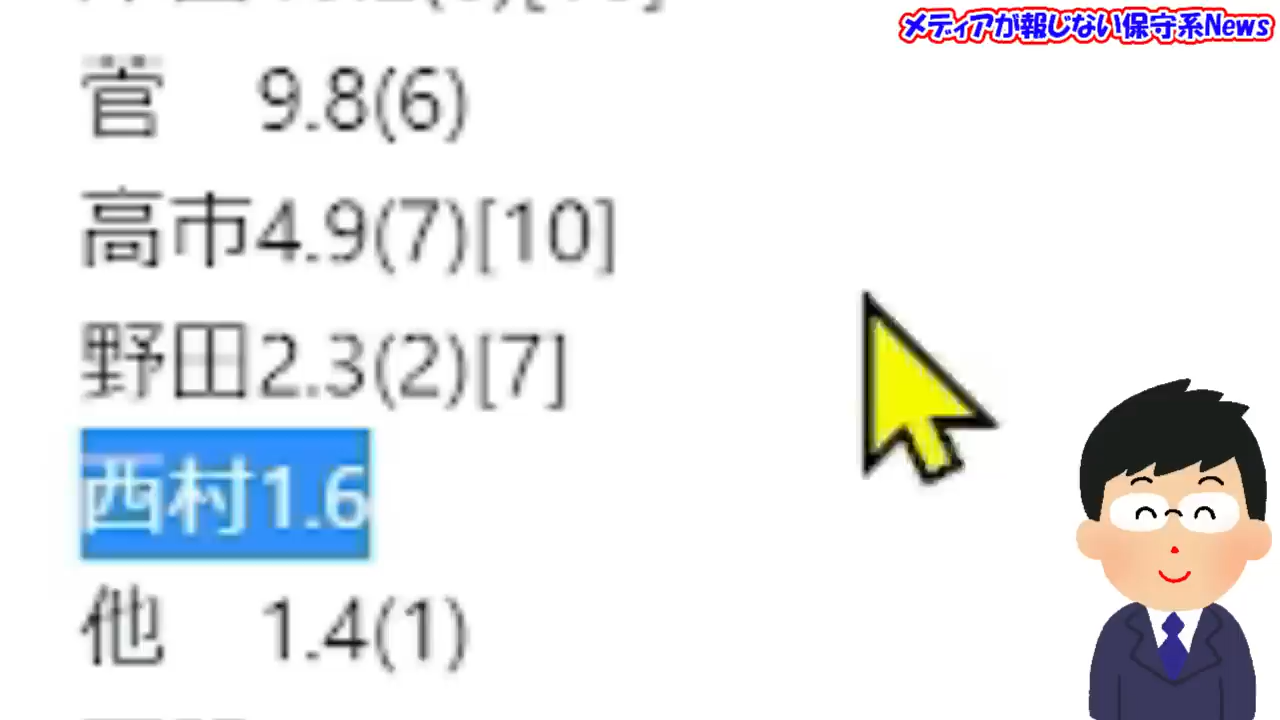 メディアが報じない保守系News
菅 9.8(6)
高市4.9(7)[10]
野田2.3(2)[7]
西村1.6
他 1.4(1)